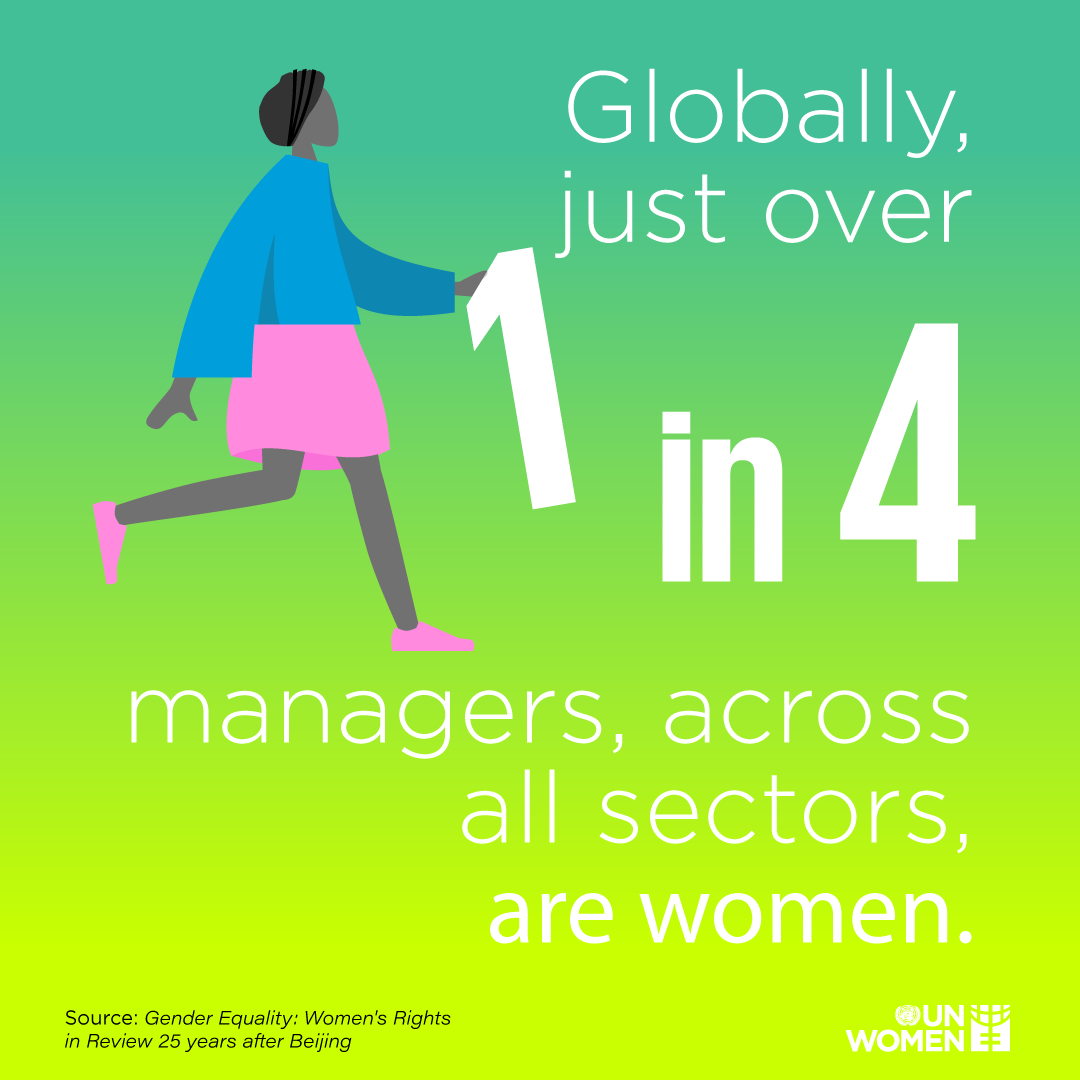 Globally,
just over
1 in 4
managers, across
all sectors,
are women.
Source: Gender Equality: Women's Rights
in Review 25 years after Beijing
UN
WOMEN